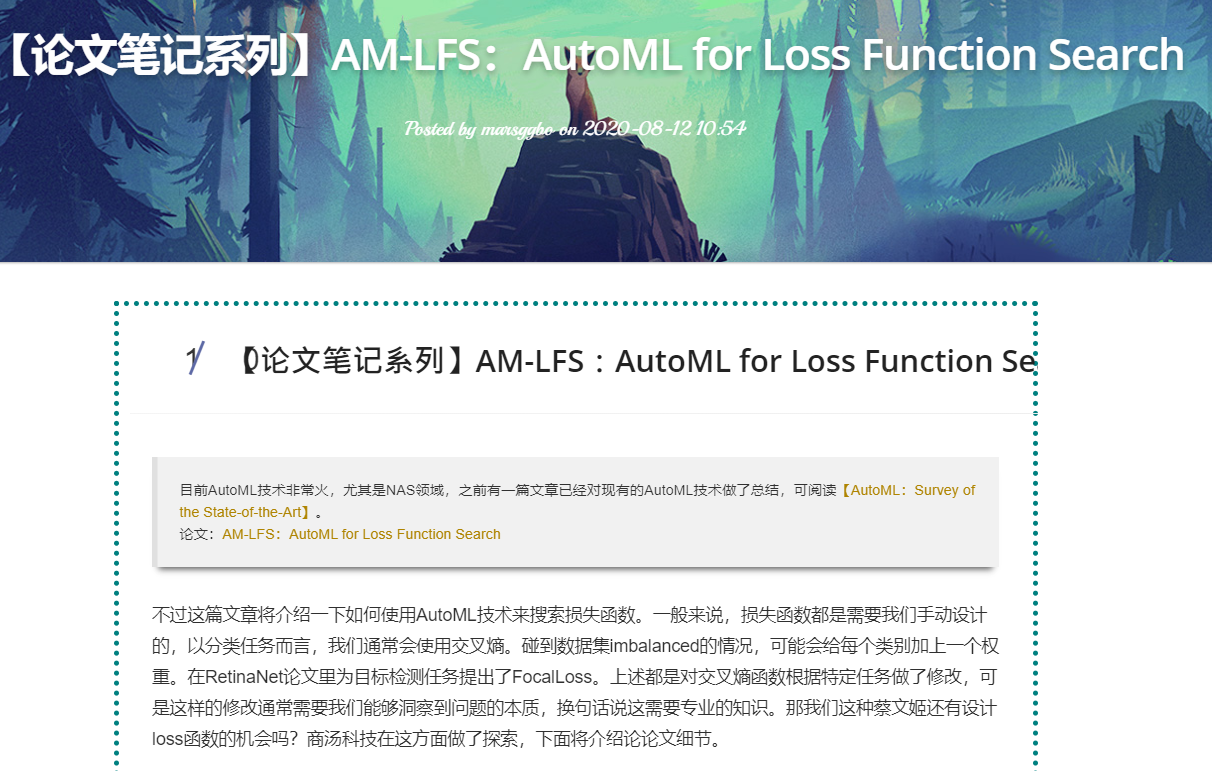 【论文笔记系列】AM-LFS：AutoML for Loss Function Search
Posted by marsggbo on 2020-08-12 10:54
1/0
【论文笔记系列】AM-LFS：AutoML for Loss Function Se
目前AutoML技术非常火，尤其是NAS领域，之前有一篇文章已经对现有的AutoML技术做了总结，可阅读【AutoML：Survey of
the State-of-the-Art】。
论文：AM-LFS：AutoML for Loss Function Search
不过这篇文章将介绍一下如何使用AutoML技术来搜索损失函数。一般来说，损失函数都是需要我们手动设计
的，以分类任务而言，我们通常会使用交叉熵。碰到数据集imbalanced的情况，可能会给每个类别加上一个权
重。在RetinaNet论文里为目标检测任务提出了FocalLoss。上述都是对交叉熵函数根据特定任务做了修改，可
是这样的修改通常需要我们能够洞察到问题的本质，换句话说这需要专业的知识。那我们这种蔡文姬还有设计
loss函数的机会吗？商汤科技在这方面做了探索，下面将介绍论论文细节。